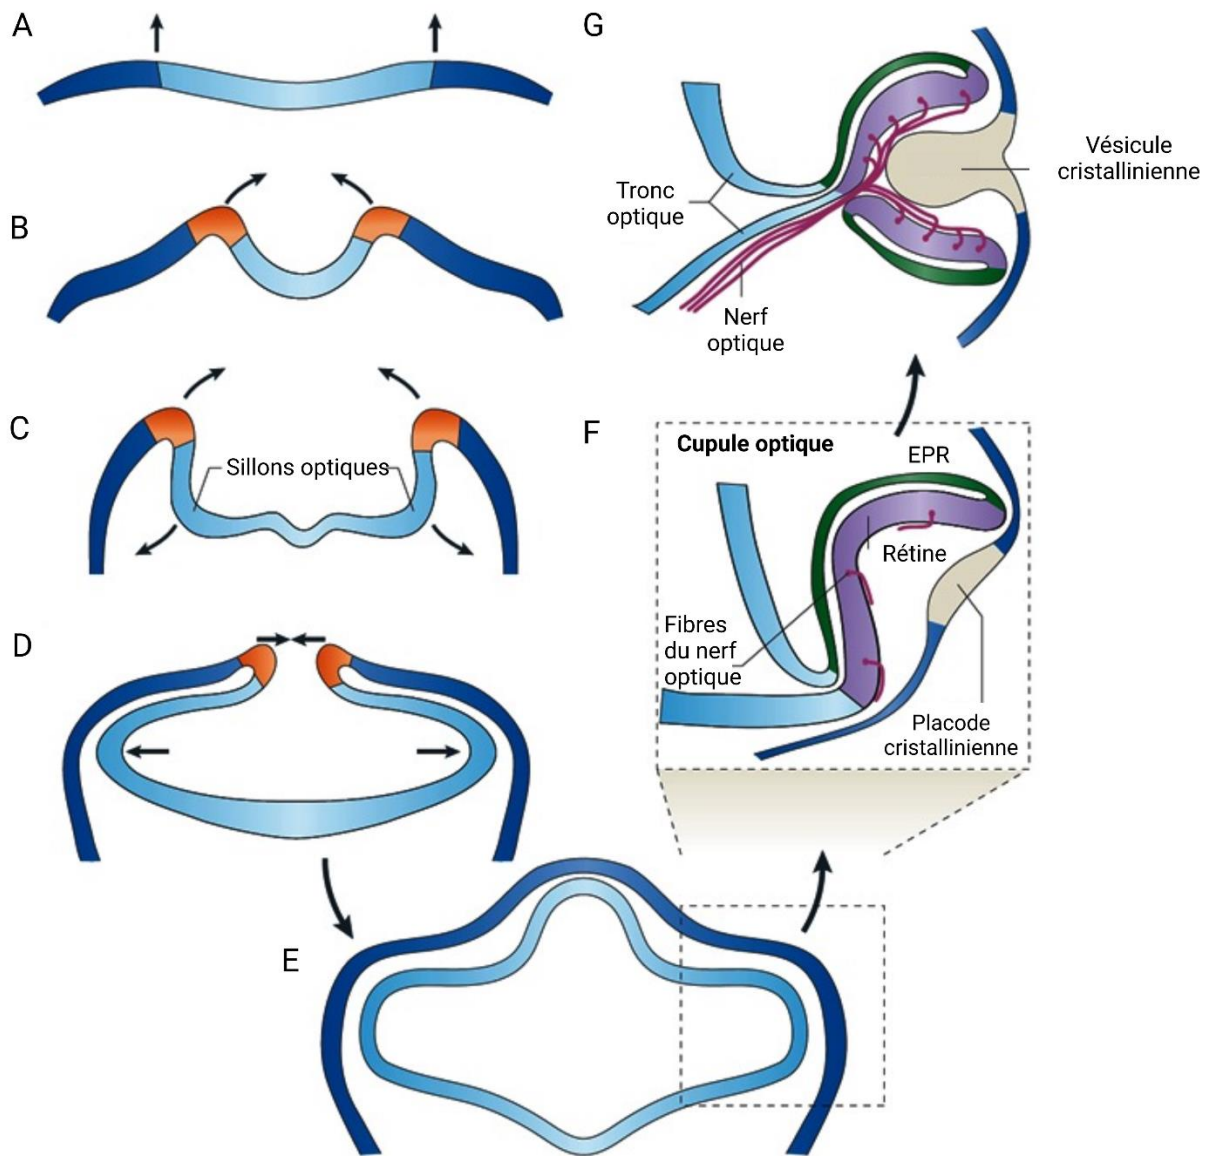 A
B
C
Sillons optiques
D
E
G
Vésicule
cristallinienne
Tronc
optique
Nerf
optique
F
Cupule optique
EPR
Rétine
Fibres
du nerf
optique
Placode
cristallinienne